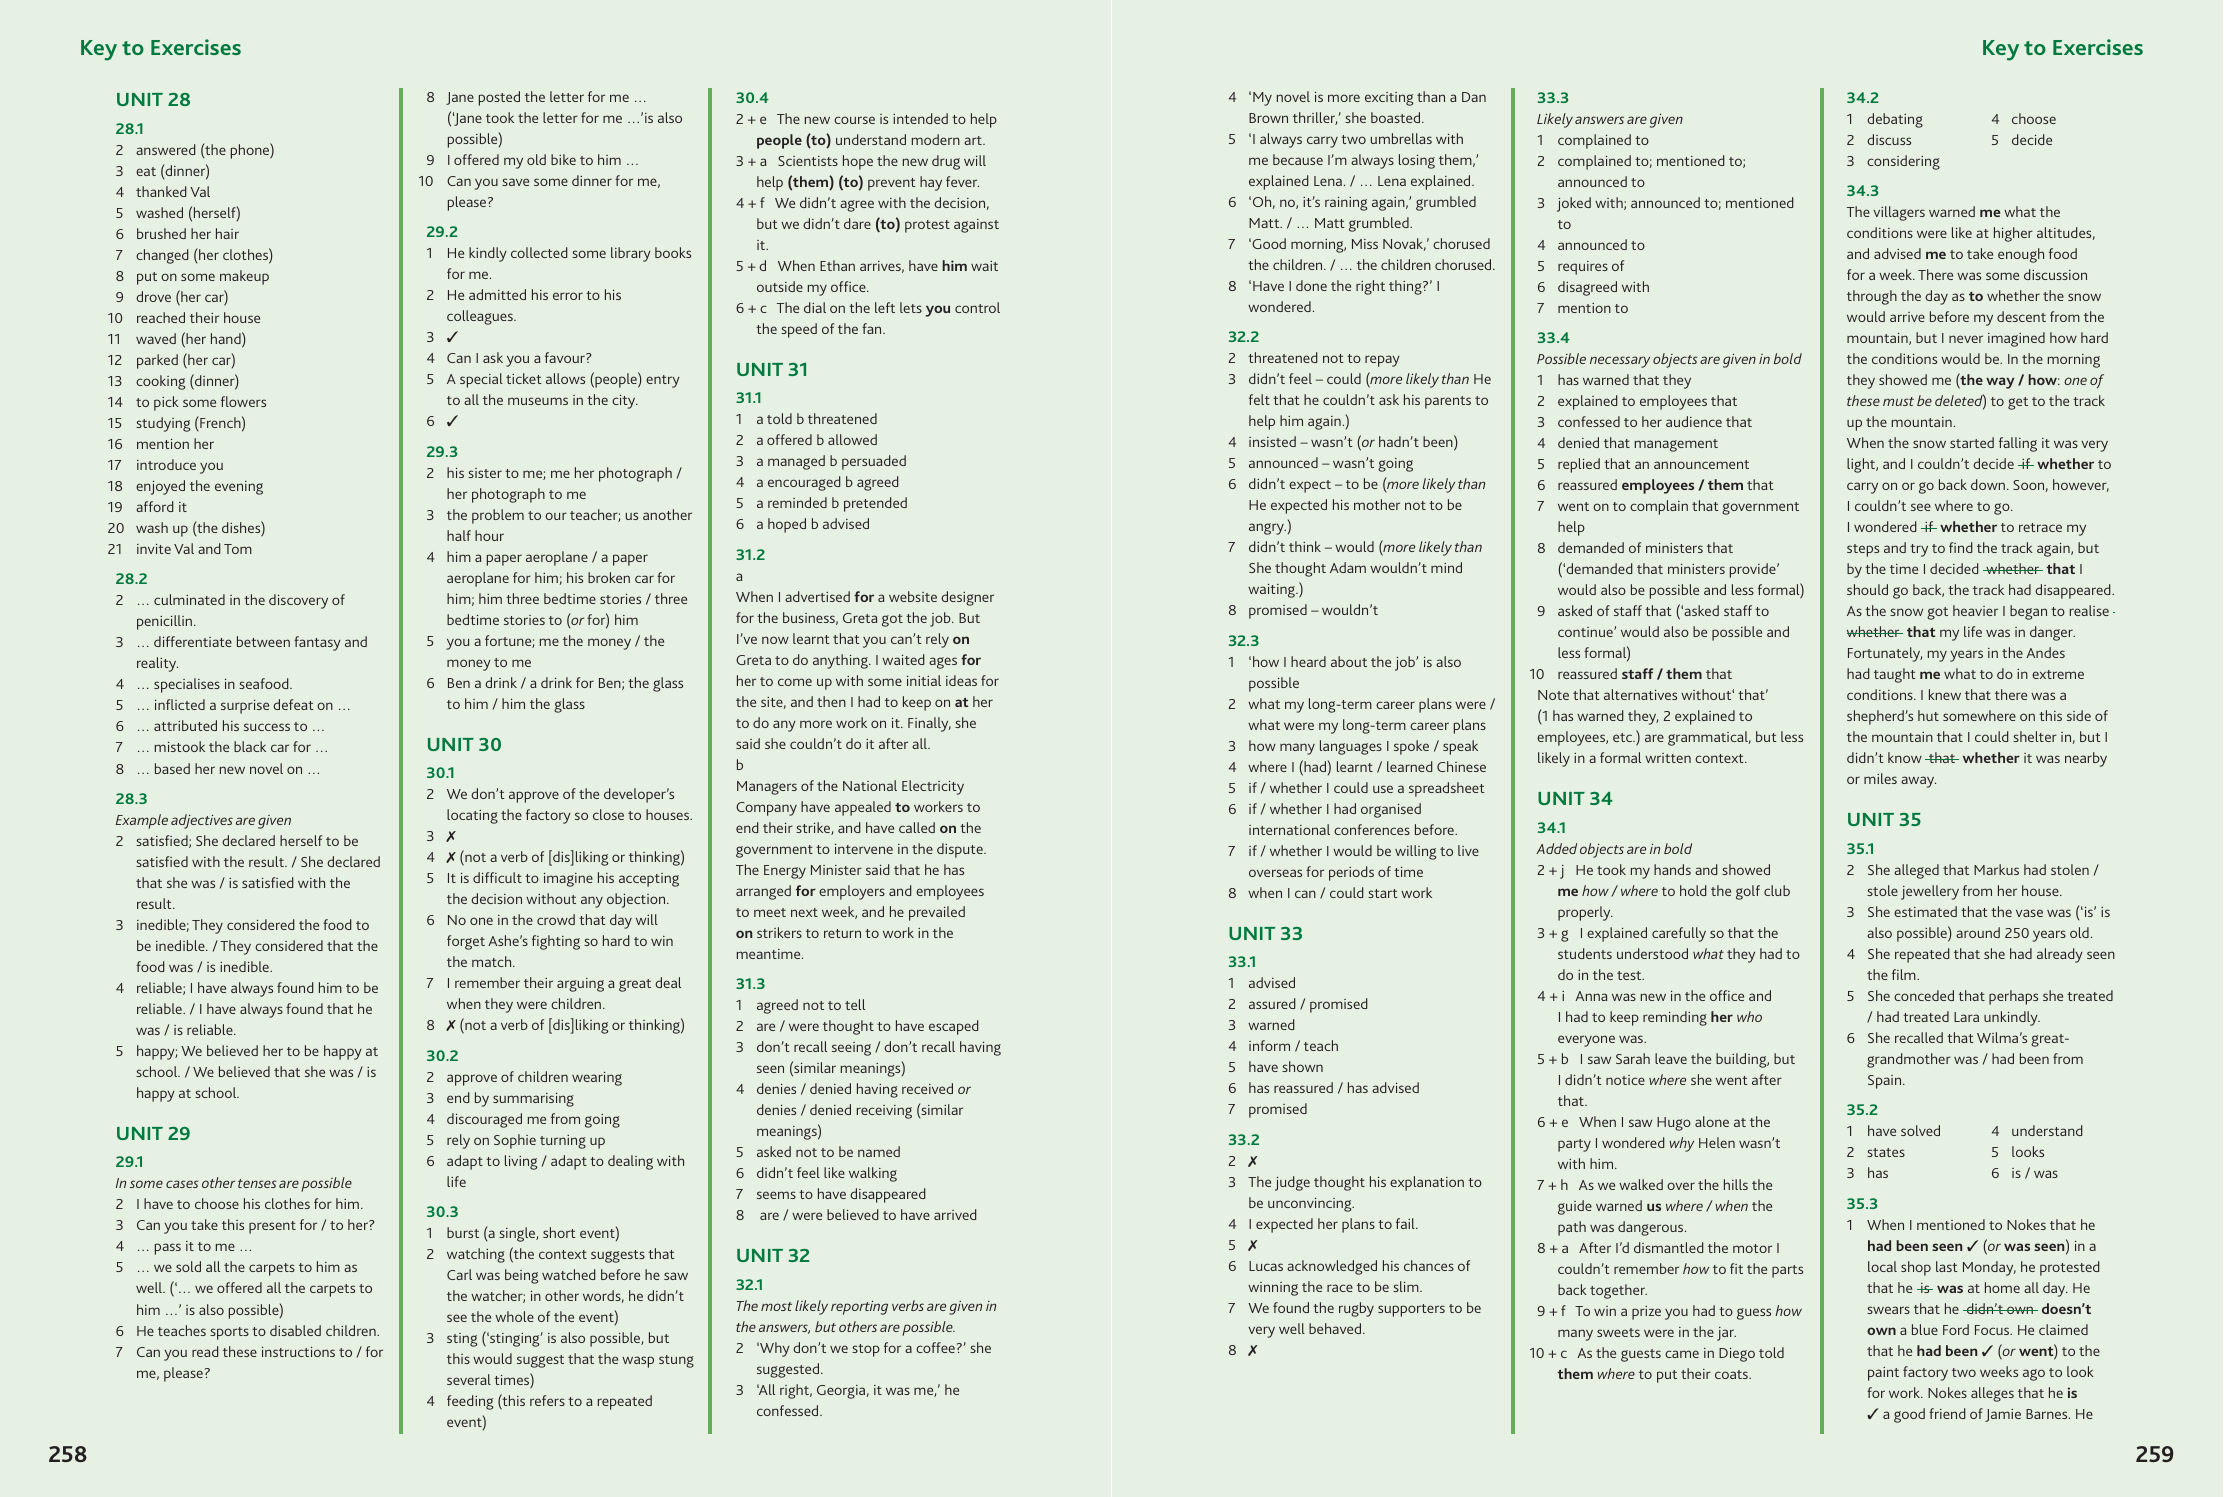 Key to Exercises
UNIT 28
28.1
2 answered (the phone)
3 eat (dinner)
4 thanked Val
5 washed (herself)
6 brushed her hair
7 changed (her clothes)
8 put on some makeup
9 drove (her car)
10 reached their house
11 waved (her hand)
12 parked (her car)
13 cooking (dinner)
14 to pick some flowers
15 studying (French)
16 mention her
17 introduce you
18 enjoyed the evening
19 afford it
20 wash up (the dishes)
21 invite Val and Tom
28.2
2 … culminated in the discovery of
penicillin.
3 … differentiate between fantasy and
reality.
4 … specialises in seafood.
5 … inflicted a surprise defeat on …
6 … attributed his success to …
7 … mistook the black car for …
8 … based her new novel on …
28.3
Example adjectives are given
2 satisfied; She declared herself to be
satisfied with the result. / She declared
that she was / is satisfied with the
result.
3 inedible; They considered the food to
be inedible. / They considered that the
food was / is inedible.
4 reliable; I have always found him to be
reliable. / I have always found that he
was / is reliable.
5 happy; We believed her to be happy at
school. / We believed that she was / is
happy at school.
UNIT 29
29.1
In some cases other tenses are possible
2 I have to choose his clothes for him.
3 Can you take this present for / to her?
4 … pass it to me …
5 … we sold all the carpets to him as
well. (‘… we offered all the carpets to
him …’ is also possible)
6 He teaches sports to disabled children.
7 Can you read these instructions to / for
me, please?
8 Jane posted the letter for me …
(‘Jane took the letter for me …’is also
possible)
9 I offered my old bike to him …
10 Can you save some dinner for me,
please?
29.2
1 He kindly collected some library books
for me.
2 He admitted his error to his
colleagues.
3 ✓
4 Can I ask you a favour?
5 A special ticket allows (people) entry
to all the museums in the city.
6 ✓
29.3
2 his sister to me; me her photograph /
her photograph to me
3 the problem to our teacher; us another
half hour
4 him a paper aeroplane / a paper
aeroplane for him; his broken car for
him; him three bedtime stories / three
bedtime stories to (or for) him
5 you a fortune; me the money / the
money to me
6 Ben a drink / a drink for Ben; the glass
to him / him the glass
UNIT 30
30.1
2 We don’t approve of the developer’s
locating the factory so close to houses.
3 ✗
4 ✗ (not a verb of [dis]liking or thinking)
5 It is difficult to imagine his accepting
the decision without any objection.
6 No one in the crowd that day will
forget Ashe’s fighting so hard to win
the match.
7 I remember their arguing a great deal
when they were children.
8 ✗ (not a verb of [dis]liking or thinking)
30.2
2 approve of children wearing
3 end by summarising
4 discouraged me from going
5 rely on Sophie turning up
6 adapt to living / adapt to dealing with
life
30.3
1 burst (a single, short event)
2 watching (the context suggests that
Carl was being watched before he saw
the watcher; in other words, he didn’t
see the whole of the event)
3 sting (‘stinging’ is also possible, but
this would suggest that the wasp stung
several times)
4 feeding (this refers to a repeated
event)
30.4
2 + e The new course is intended to help
people (to) understand modern art.
3 + a Scientists hope the new drug will
help (them) (to) prevent hay fever.
4 + f We didn’t agree with the decision,
but we didn’t dare (to) protest against
it.
5 + d When Ethan arrives, have him wait
outside my office.
6 + c The dial on the left lets you control
the speed of the fan.
UNIT 31
31.1
1 a told b threatened
2 a offered b allowed
3 a managed b persuaded
4 a encouraged b agreed
5 a reminded b pretended
6 a hoped b advised
31.2
a
When I advertised for a website designer
for the business, Greta got the job. But
I’ve now learnt that you can’t rely on
Greta to do anything. I waited ages for
her to come up with some initial ideas for
the site, and then I had to keep on at her
to do any more work on it. Finally, she
said she couldn’t do it after all.
b
Managers of the National Electricity
Company have appealed to workers to
end their strike, and have called on the
government to intervene in the dispute.
The Energy Minister said that he has
arranged for employers and employees
to meet next week, and he prevailed
on strikers to return to work in the
meantime.
31.3
1 agreed not to tell
2 are / were thought to have escaped
3 don’t recall seeing / don’t recall having
seen (similar meanings)
4 denies / denied having received or
denies / denied receiving (similar
meanings)
5 asked not to be named
6 didn’t feel like walking
7 seems to have disappeared
8 are / were believed to have arrived
UNIT 32
32.1
The most likely reporting verbs are given in
the answers, but others are possible.
2 ‘Why don’t we stop for a coffee?’ she
suggested.
3 ‘All right, Georgia, it was me,’ he
confessed.
258
Key to Exercises
4 ‘My novel is more exciting than a Dan
Brown thriller,’ she boasted.
5 ‘I always carry two umbrellas with
me because I’m always losing them,’
explained Lena. / … Lena explained.
6 ‘Oh, no, it’s raining again,’ grumbled
Matt. / … Matt grumbled.
7 ‘Good morning, Miss Novak,’ chorused
the children. / … the children chorused.
8 ‘Have I done the right thing?’ I
wondered.
32.2
2 threatened not to repay
3 didn’t feel – could (more likely than He
felt that he couldn’t ask his parents to
help him again.)
4 insisted – wasn’t (or hadn’t been)
5 announced – wasn’t going
6 didn’t expect – to be (more likely than
He expected his mother not to be
angry.)
7 didn’t think – would (more likely than
She thought Adam wouldn’t mind
waiting.)
8 promised – wouldn’t
32.3
1 ‘how I heard about the job’ is also
possible
2 what my long-term career plans were /
what were my long-term career plans
3 how many languages I spoke / speak
4 where I (had) learnt / learned Chinese
5 if / whether I could use a spreadsheet
6 if / whether I had organised
international conferences before.
7 if / whether I would be willing to live
overseas for periods of time
8 when I can / could start work
UNIT 33
33.1
1 advised
2 assured / promised
3 warned
4 inform / teach
5 have shown
6 has reassured / has advised
7 promised
33.2
2 ✗
3 The judge thought his explanation to
be unconvincing.
4 I expected her plans to fail.
5 ✗
6 Lucas acknowledged his chances of
winning the race to be slim.
7 We found the rugby supporters to be
very well behaved.
8 ✗
33.3
Likely answers are given
1 complained to
2 complained to; mentioned to;
announced to
3 joked with; announced to; mentioned
to
4 announced to
5 requires of
6 disagreed with
7 mention to
33.4
Possible necessary objects are given in bold
1 has warned that they
2 explained to employees that
3 confessed to her audience that
4 denied that management
5 replied that an announcement
6 reassured employees / them that
7 went on to complain that government
help
8 demanded of ministers that
(‘demanded that ministers provide’
would also be possible and less formal)
9 asked of staff that (‘asked staff to
continue’ would also be possible and
less formal)
10 reassured staff / them that
Note that alternatives without‘ that’
(1 has warned they, 2 explained to
employees, etc.) are grammatical, but less
likely in a formal written context.
UNIT 34
34.1
Added objects are in bold
2 + j He took my hands and showed
me how / where to hold the golf club
properly.
3 + g I explained carefully so that the
students understood what they had to
do in the test.
4 + i Anna was new in the office and
I had to keep reminding her who
everyone was.
5 + b I saw Sarah leave the building, but
I didn’t notice where she went after
that.
6 + e When I saw Hugo alone at the
party I wondered why Helen wasn’t
with him.
7 + h As we walked over the hills the
guide warned us where / when the
path was dangerous.
8 + a After I’d dismantled the motor I
couldn’t remember how to fit the parts
back together.
9 + f To win a prize you had to guess how
many sweets were in the jar.
10 + c As the guests came in Diego told
them where to put their coats.
34.2
1 debating 4 choose
2 discuss 5 decide
3 considering
34.3
The villagers warned me what the
conditions were like at higher altitudes,
and advised me to take enough food
for a week. There was some discussion
through the day as to whether the snow
would arrive before my descent from the
mountain, but I never imagined how hard
the conditions would be. In the morning
they showed me (the way / how: one of
these must be deleted) to get to the track
up the mountain.
When the snow started falling it was very
light, and I couldn’t decide if whether to
carry on or go back down. Soon, however,
I couldn’t see where to go.
I wondered if whether to retrace my
steps and try to find the track again, but
by the time I decided whether that I
should go back, the track had disappeared.
As the snow got heavier I began to realise
whether that my life was in danger.
Fortunately, my years in the Andes
had taught me what to do in extreme
conditions. I knew that there was a
shepherd’s hut somewhere on this side of
the mountain that I could shelter in, but I
didn’t know that whether it was nearby
or miles away.
UNIT 35
35.1
2 She alleged that Markus had stolen /
stole jewellery from her house.
3 She estimated that the vase was (‘is’ is
also possible) around 250 years old.
4 She repeated that she had already seen
the film.
5 She conceded that perhaps she treated
/ had treated Lara unkindly.
6 She recalled that Wilma’s great-
grandmother was / had been from
Spain.
35.2
1 have solved 4 understand
2 states 5 looks
3 has 6 is / was
35.3
1 When I mentioned to Nokes that he
had been seen ✓ (or was seen) in a
local shop last Monday, he protested
that he is was at home all day. He
swears that he didn’t own doesn’t
own a blue Ford Focus. He claimed
that he had been ✓ (or went) to the
paint factory two weeks ago to look
for work. Nokes alleges that he is
✓ a good friend of Jamie Barnes. He
259